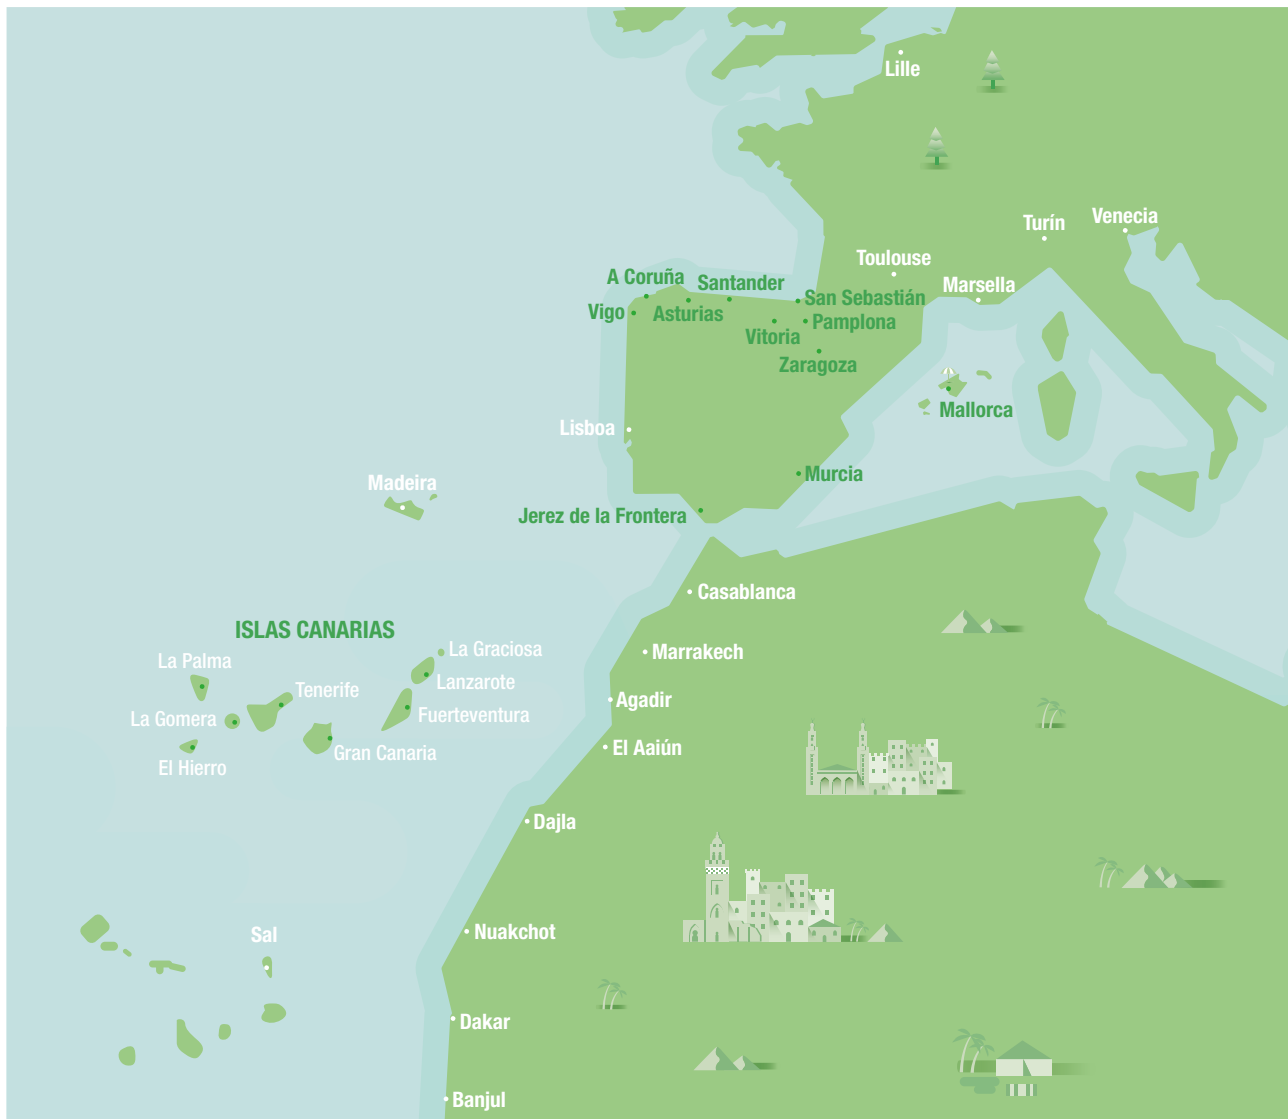 Lille
Venecia
Turín
Toulouse
A Coruña
Santander
Marsella
San Sebastián
Vigo
Asturias
Pamplona
Vitoria
Zaragoza
Mallorca
Lisboa
Murcia
Madeira
Jerez de la Frontera
Casablanca
ISLAS CANARIAS
La Graciosa
Marrakech
La Palma
Lanzarote
Tenerife
Agadir
Fuerteventura
La Gomera
El Aaiún
Gran Canaria
El Hierro
Dajla
Nuakchot
Sal
Dakar
Banjul